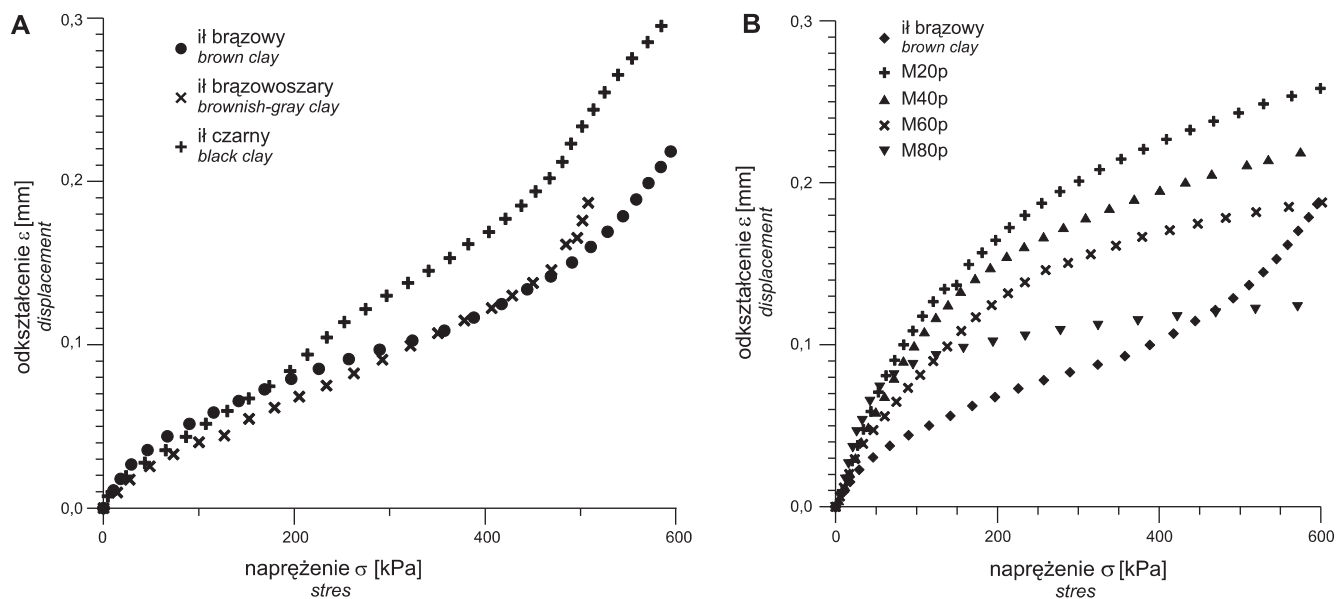 A
0,3
0,2
0,1
0,0
ił brązowy
brown clay
ił brązowoszary
brownish-gray clay
ił czarny
black clay
odkształcenie ε [mm]
displacement
0
200
400
600
naprężenie σ [kPa]
stres
B
0,3
0,2
0,1
0.0
ił brązowy
brown clay
M20p
M40p
M60p
M80p
odkształcenie ε [mm]
displacement
0
200
400
600
naprężenie σ [kPa]
stres